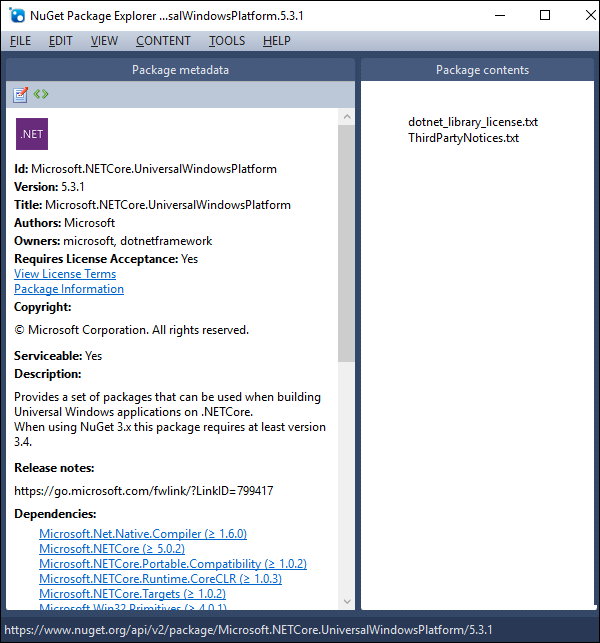 NuGet Package Explorer ...salWindowsPlatform.5.3.1
FILE EDIT VIEW CONTENT TOOLS HELP
Package metadata
.NET
Id: Microsoft.NETCore.UniversalWindowsPlatform
Version: 5.3.1
Title: Microsoft.NETCore.UniversalWindowsPlatform
Authors: Microsoft
Owners: microsoft, dotnetframework
Requires License Acceptance: Yes
View License Terms
Package Information
Copyright:
© Microsoft Corporation. All rights reserved.
Serviceable: Yes
Description:
Provides a set of packages that can be used when building
Universal Windows applications on .NETCore.
When using NuGet 3.x this package requires at least version
3.4.
Release notes:
https://go.microsoft.com/fwlink/?LinkID=799417
Dependencies:
Microsoft.Net.Native.Compiler (≥ 1.6.0)
Microsoft.NETCore (≥ 5.0.2)
Microsoft.NETCore.Portable.Compatibility (≥ 1.0.2)
Microsoft.NETCore.Runtime.CoreCLR (≥ 1.0.3)
Microsoft.NETCore.Targets (≥ 1.0.2)
Microsoft.Win32.Primitives (≥ 4.0.1)
Package contents
dotnet_library_license.txt
ThirdPartyNotices.txt
https://www.nuget.org/api/v2/package/Microsoft.NETCore.UniversalWindowsPlatform/5.3.1